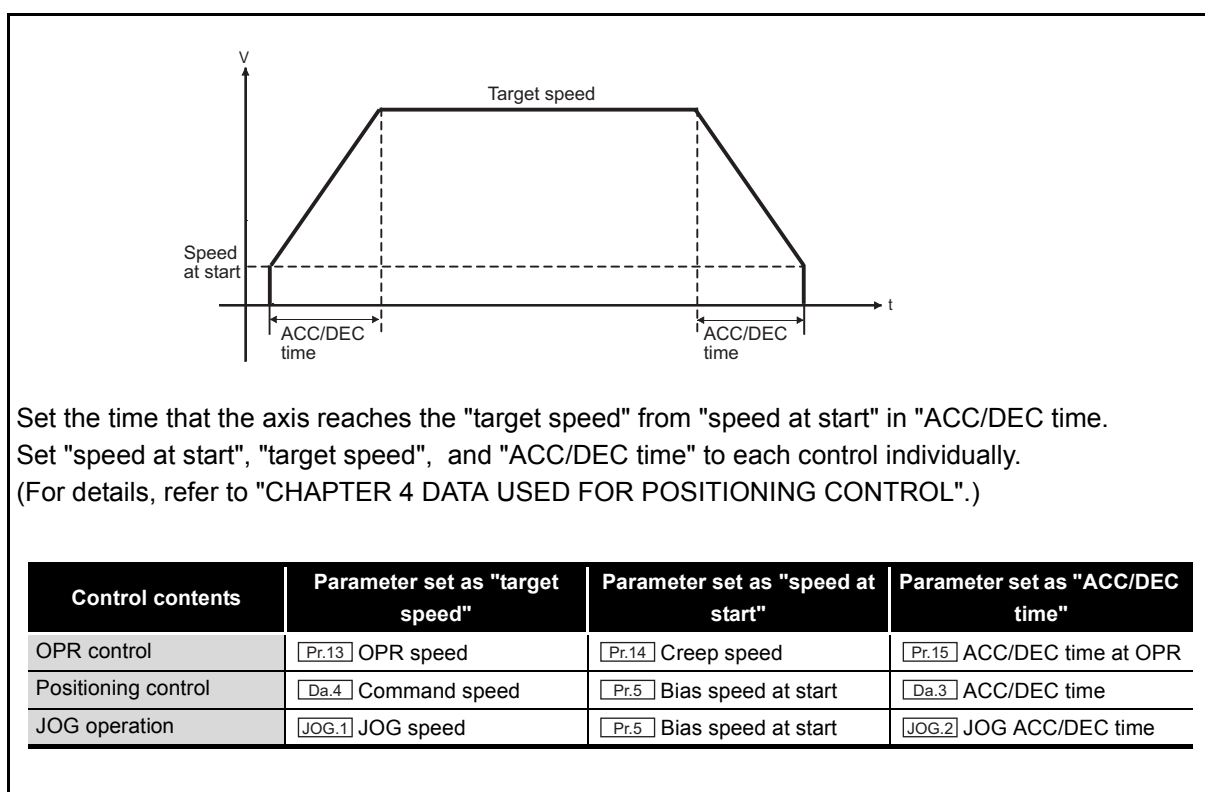 V
Target speed
Speed
at start
t
ACC/DEC
time
ACC/DEC
time
Set the time that the axis reaches the "target speed" from "speed at start" in "ACC/DEC time.
Set "speed at start", "target speed", and "ACC/DEC time" to each control individually.
(For details, refer to "CHAPTER 4 DATA USED FOR POSITIONING CONTROL".)
Control contents
Parameter set as "target
speed"
Parameter set as "speed at
start"
Parameter set as "ACC/DEC
time"
OPR control
Pr.13 OPR speed
Pr.14 Creep speed
Pr.15 ACC/DEC time at OPR
Positioning control
Da.4 Command speed
Pr.5 Bias speed at start
Da.3 ACC/DEC time
JOG operation
JOG.1 JOG speed
Pr.5 Bias speed at start
JOG.2 JOG ACC/DEC time